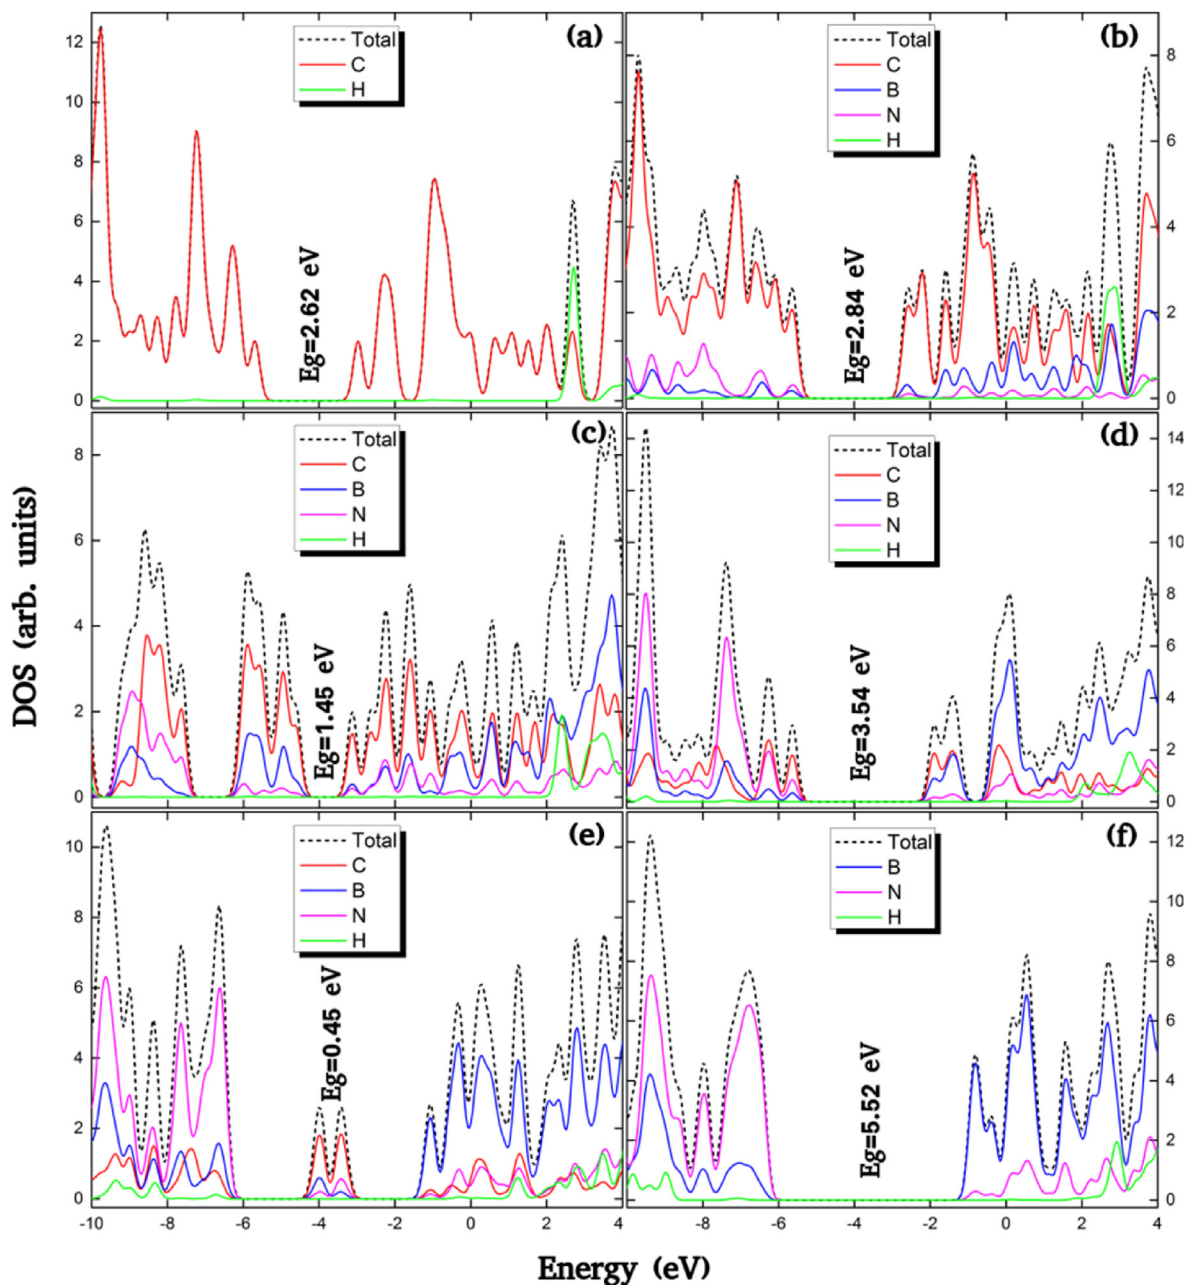 (a)
Total
C
H
Eg=2.62 eV
12
10
8
6
4
2
0
(b)
Total
C
B
N
H
Eg=2.84 eV
8
6
4
2
0
(c)
Total
C
B
N
H
Eg=1.45 eV
8
6
4
2
0
(d)
Total
C
B
N
H
Eg=3.54 eV
14
12
10
8
6
4
2
0
(e)
Total
C
B
N
H
Eg=0.45 eV
10
8
6
4
2
0
-10 -8 -6 -4 -2 0 2 4
(f)
Total
B
N
H
Eg=5.52 eV
12
10
8
6
4
2
0
-8 -6 -4 -2 0 2 4
DOS (arb. units)
Energy (eV)